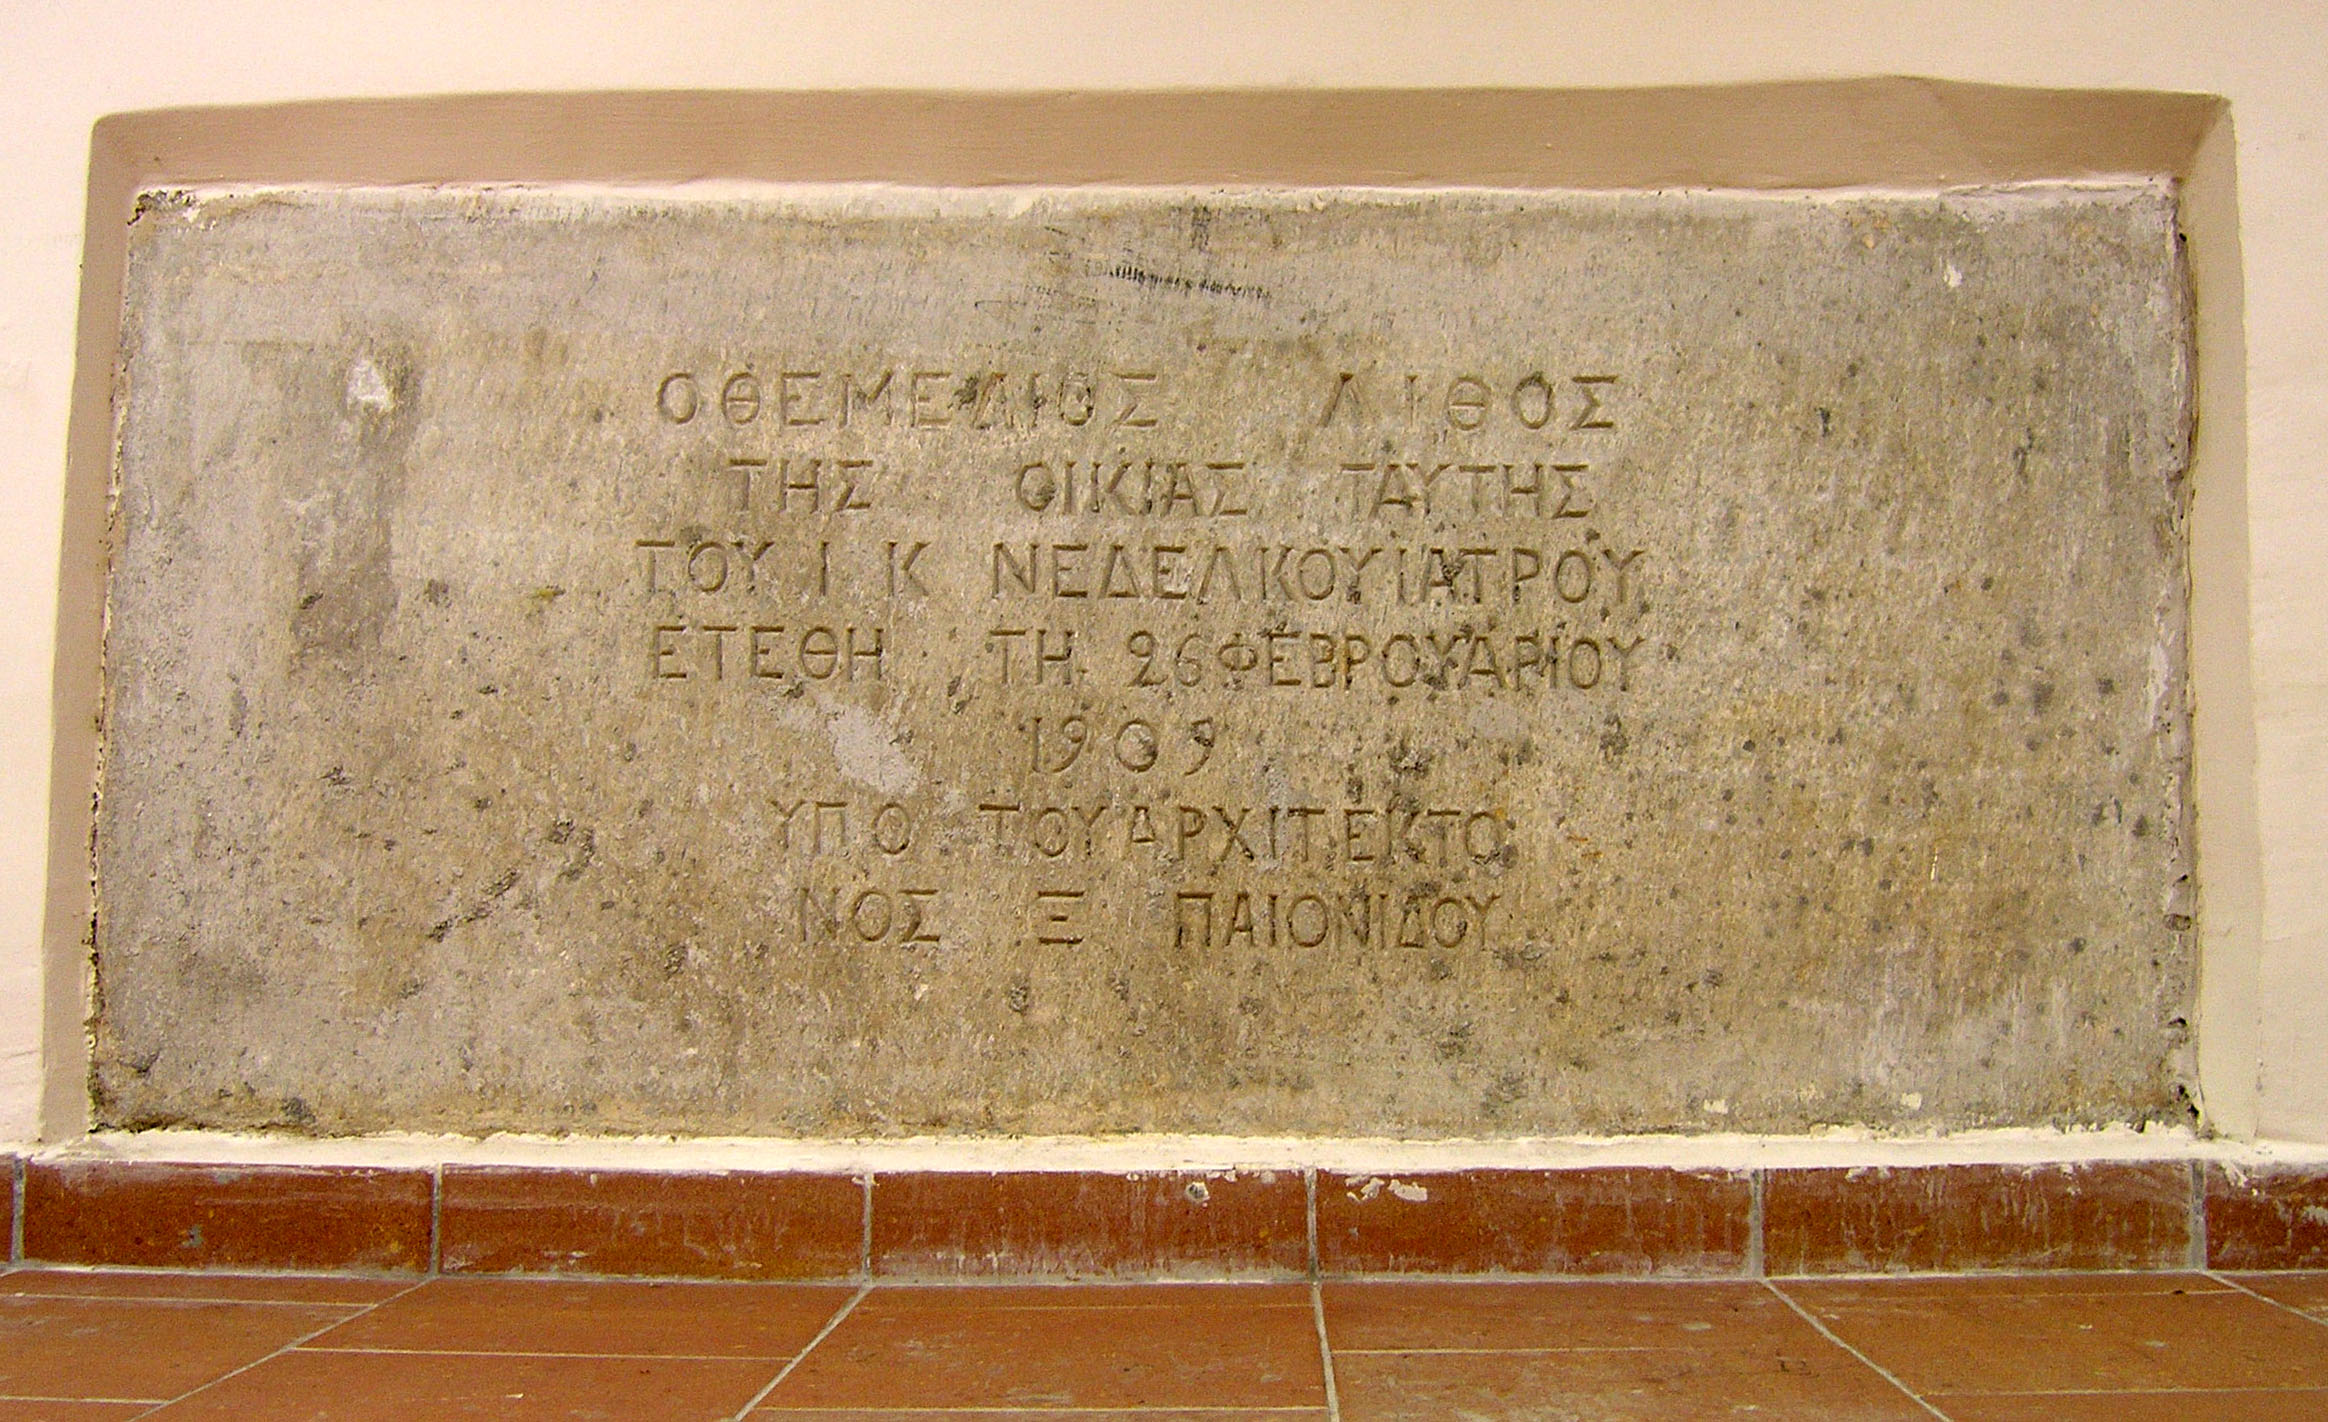 Ο ΘΕΜΕΛΙΟΣ ΛΙΘΟΣ
ΤΗΣ ΟΙΚΙΑΣ ΤΑΥΤΗΣ
ΤΟΥ Ι Κ ΝΕΔΕΛΚΟΥ ΙΑΤΡΟΥ
ΕΤΕΘΗ ΤΗ 26 ΦΕΒΡΟΥΑΡΙΟΥ
1909
ΥΠΟ ΤΟΥ ΑΡΧΙΤΕΚΤΟ
ΝΟΣ Ξ ΠΑΙΟΝΙΔΟΥ